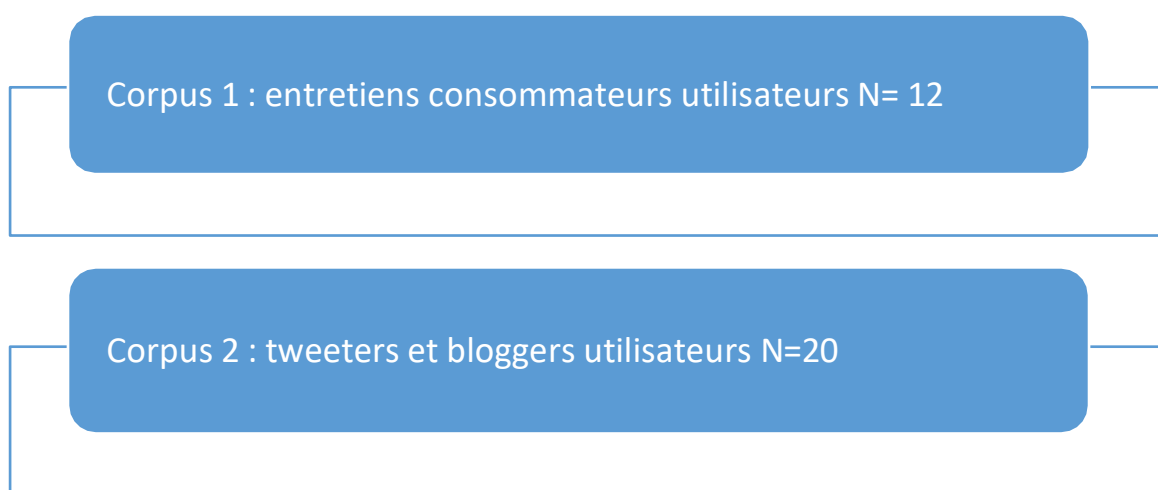 Corpus 1 : entretiens consommateurs utilisateurs N= 12
Corpus 2 : tweeters et bloggers utilisateurs N=20